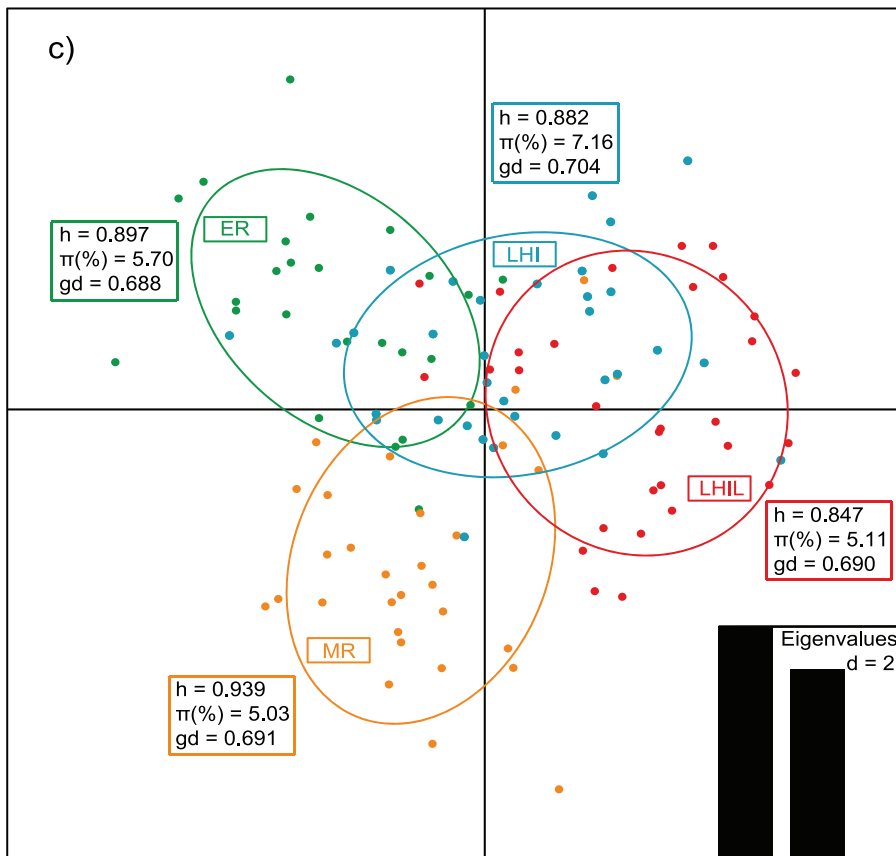 c)
h = 0.882
π(%) = 7.16
gd = 0.704
ER
h = 0.897
π(%) = 5.70
gd = 0.688
LHI
LHIL
h = 0.847
π(%) = 5.11
gd = 0.690
MR
h = 0.939
π(%) = 5.03
gd = 0.691
Eigenvalues
d = 2